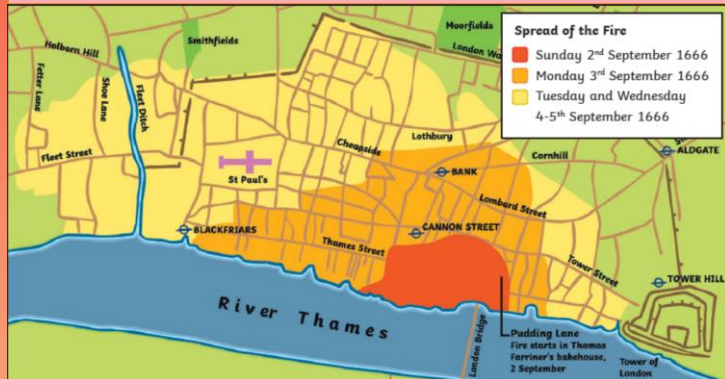 Spread of the Fire
Sunday 2nd September 1666
Monday 3rd September 1666
Tuesday and Wednesday
4-5th September 1666
Moorfields
Smithfields
London Wa
Holborn Hill
Fetter Lane
Shoe Lane
Fleet Ditch
Lothbury
Cheapside
Cornhill
ALDGATE
Fleet Street
St Paul's
BANK
Lombard Street
BLACKFRIARS
CANNON STREET
Thames Street
Tower Street
TOWER HILL
River Thames
London Bridge
Pudding Lane
Fire starts in Thomas
Farriner's bakehouse,
2 September
Tower of
London